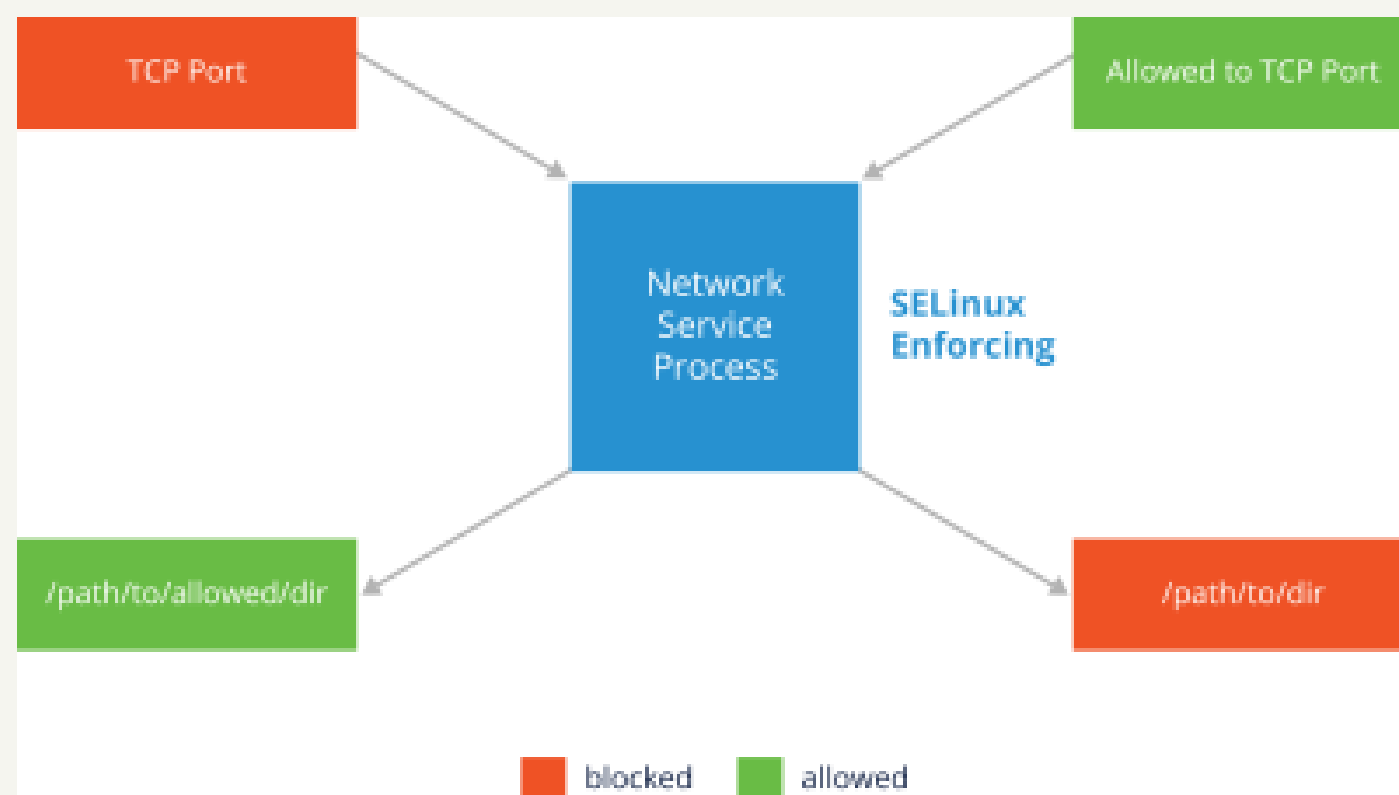 TCP Port
Allowed to TCP Port
Network
Service
Process
SELinux
Enforcing
/path/to/allowed/dir
/path/to/dir
blocked
allowed